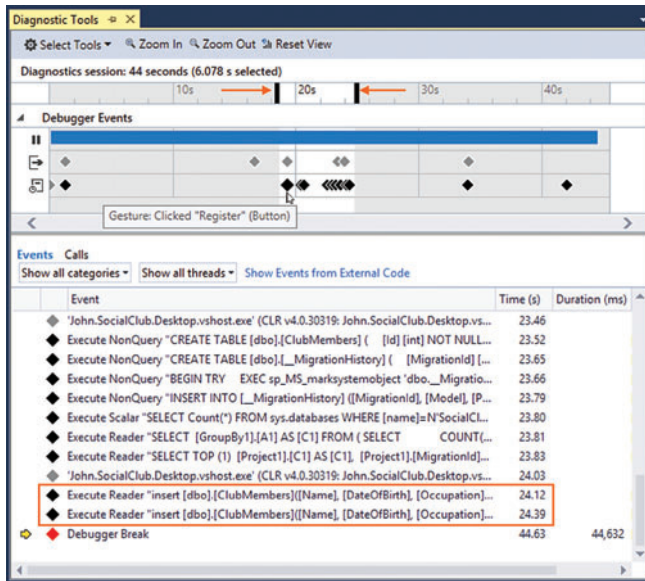 Diagnostic Tools
Select Tools Zoom In Zoom Out Reset View
Diagnostics session: 44 seconds (6.078 s selected)
10s 20s 30s 40s
Debugger Events
Gesture: Clicked "Register" (Button)
Events Calls
Show all categories Show all threads Show Events from External Code
Event Time (s) Duration (ms)
'John.SocialClub.Desktop.vshost.exe' (CLR v4.0.30319: John.SocialClub.Desktop.vs... 23.46
Execute NonQuery "CREATE TABLE [dbo].[ClubMembers] ( [Id] [int] NOT NULL... 23.52
Execute NonQuery "CREATE TABLE [dbo].[__MigrationHistory] ( [MigrationId] [... 23.65
Execute NonQuery "BEGIN TRY EXEC sp_MS_marksystemobject 'dbo.__Migratio... 23.66
Execute NonQuery "INSERT INTO [__MigrationHistory] ([MigrationId], [Model], [P... 23.79
Execute Scalar "SELECT Count(*) FROM sys.databases WHERE [name]=N'SocialCl... 23.80
Execute Reader "SELECT [GroupBy1].[A1] AS [C1] FROM ( SELECT COUNT(... 23.81
Execute Reader "SELECT TOP (1) [Project1].[C1] AS [C1], [Project1].[MigrationId]... 23.83
'John.SocialClub.Desktop.vshost.exe' (CLR v4.0.30319: John.SocialClub.Desktop.vs... 24.03
Execute Reader "insert [dbo].[ClubMembers]([Name], [DateOfBirth], [Occupation]... 24.12
Execute Reader "insert [dbo].[ClubMembers]([Name], [DateOfBirth], [Occupation]... 24.39
Debugger Break 44.63 44,632